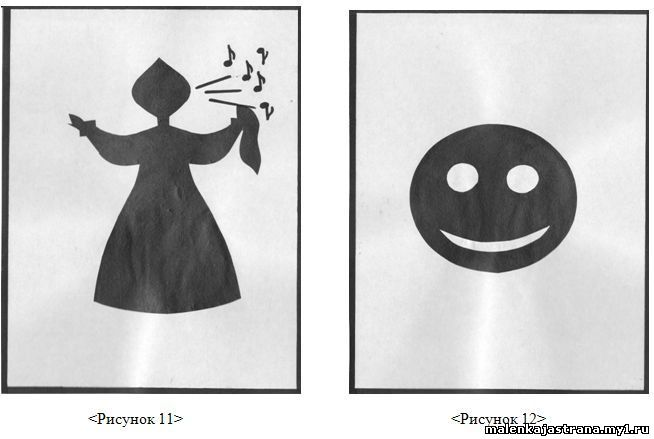 <Рисунок 11>
<Рисунок 12>
malenkajastrana.my1.ru